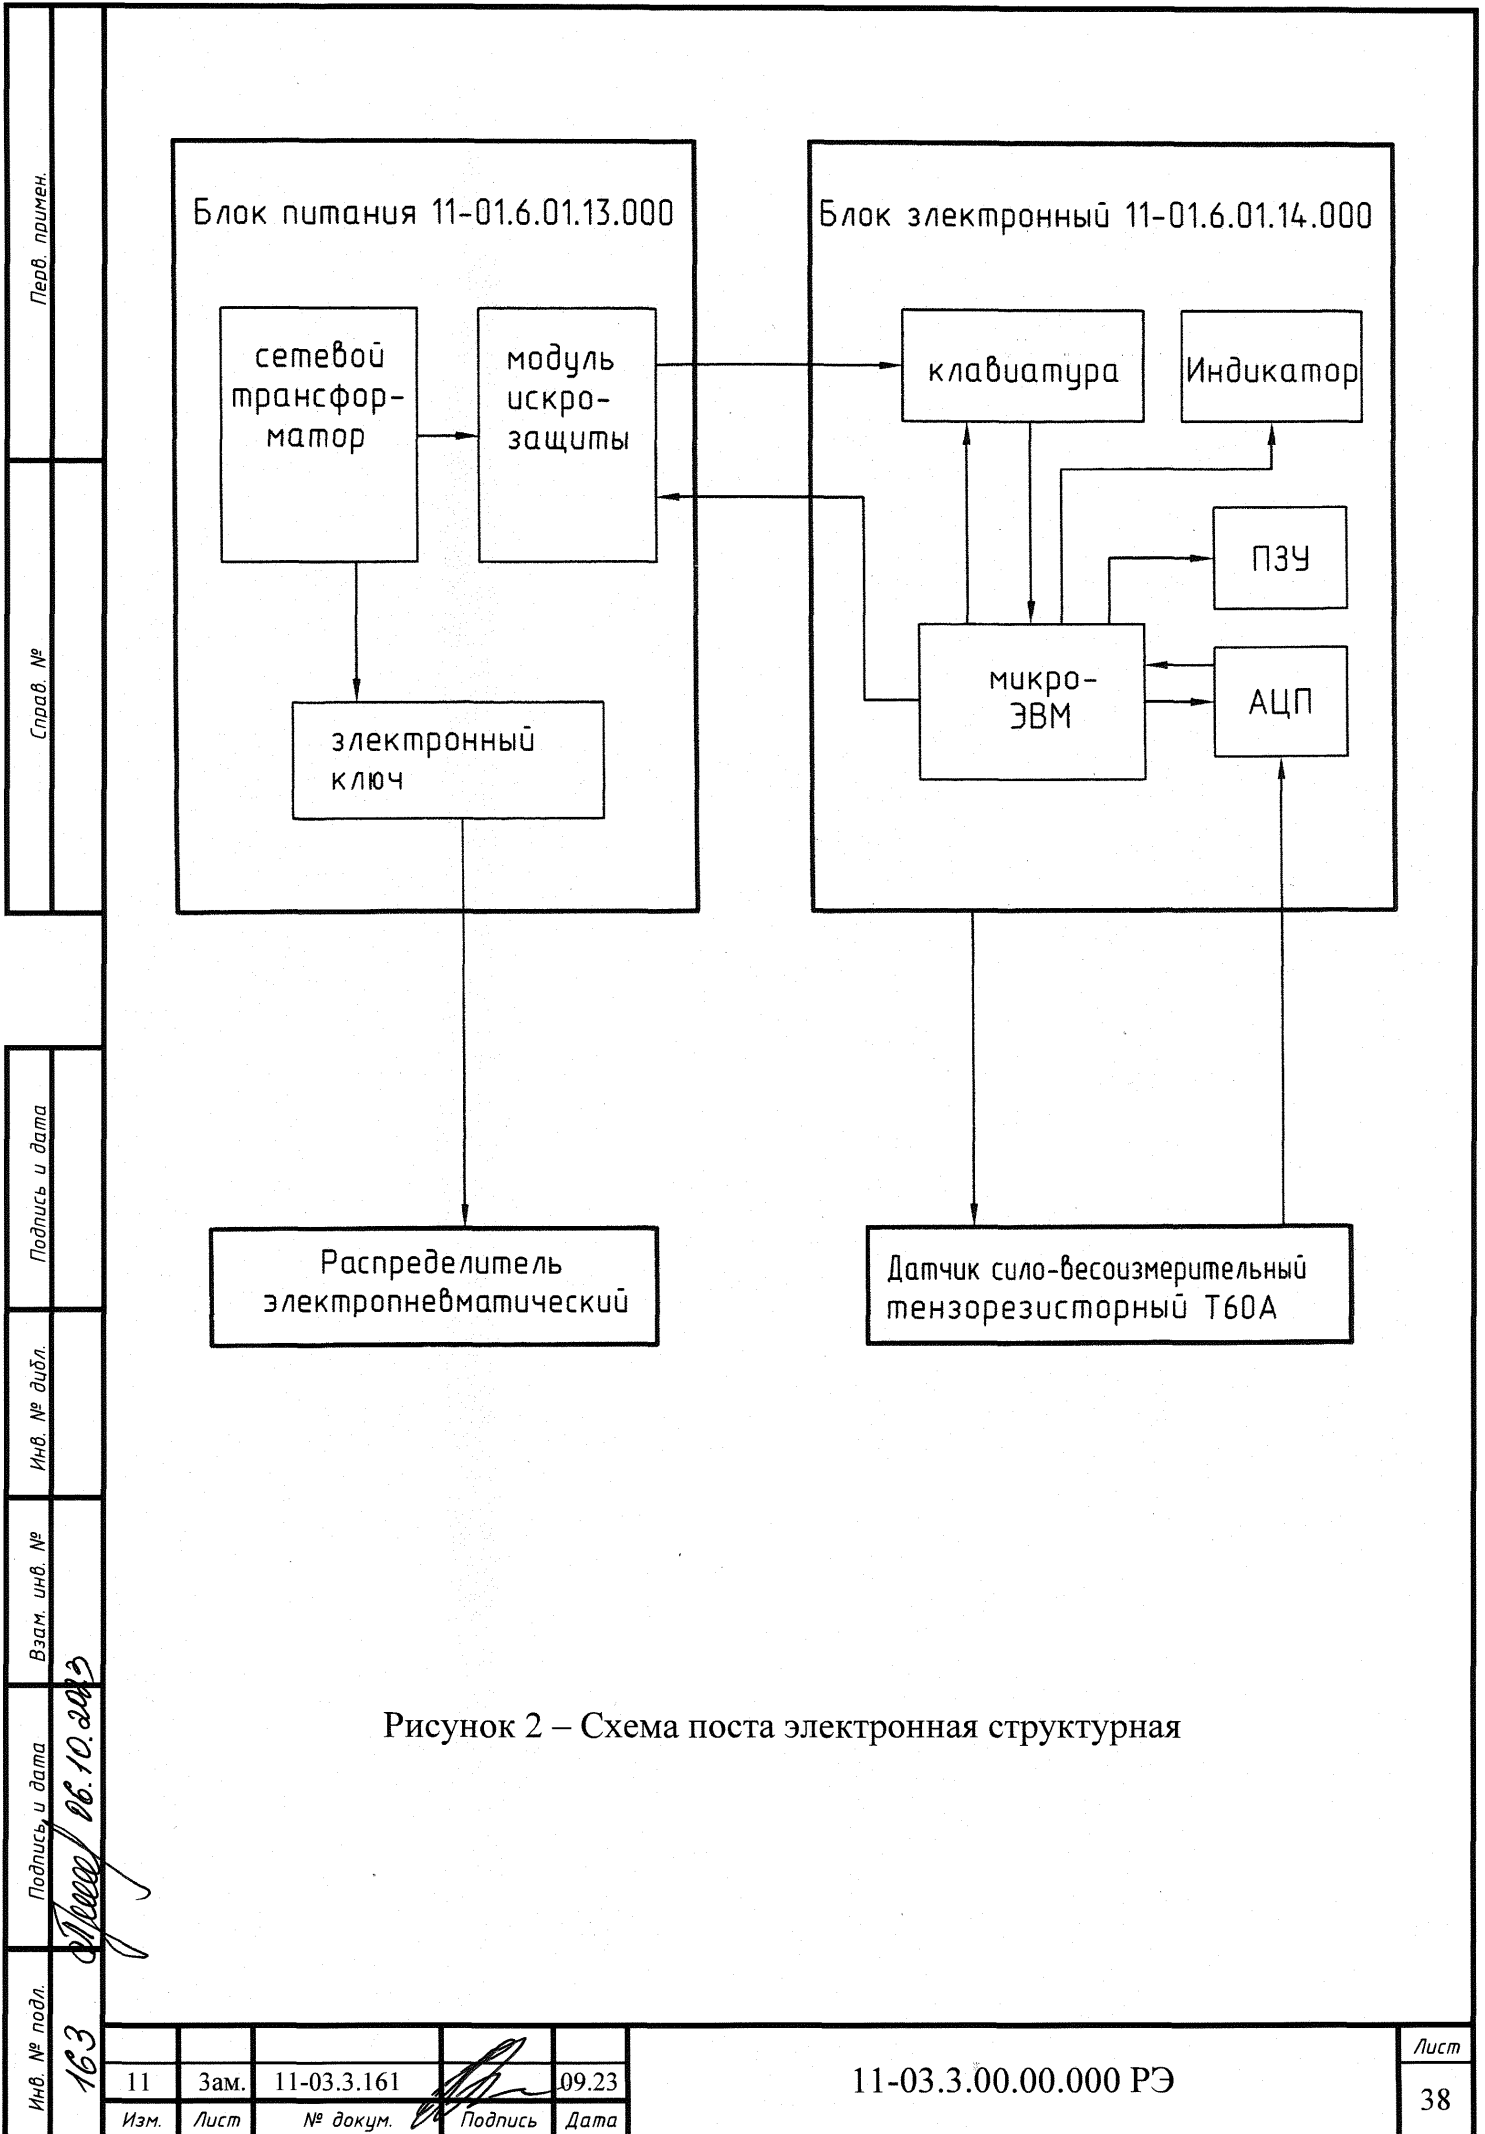 Перв. примен.
Справ. №
Подпись и дата
Инв. № дубл.
Взам. инв. №
Подпись и дата
Инв. № подл.
06.10.2023
163
Блок питания 11-01.6.01.13.000
сетевой
трансфор-
матор
модуль
искро-
защиты
электронный
ключ
Блок электронный 11-01.6.01.14.000
клавиатура
Индикатор
ПЗУ
микро-
ЭВМ
АЦП
Распределитель
электропневматический
Датчик сило-весоизмерительный
тензорезисторный Т60А
Рисунок 2 – Схема поста электронная структурная
11 Зам. 11-03.3.161 09.23
Изм. Лист № докум. Подпись Дата
11-03.3.00.00.000 РЭ
Лист
38